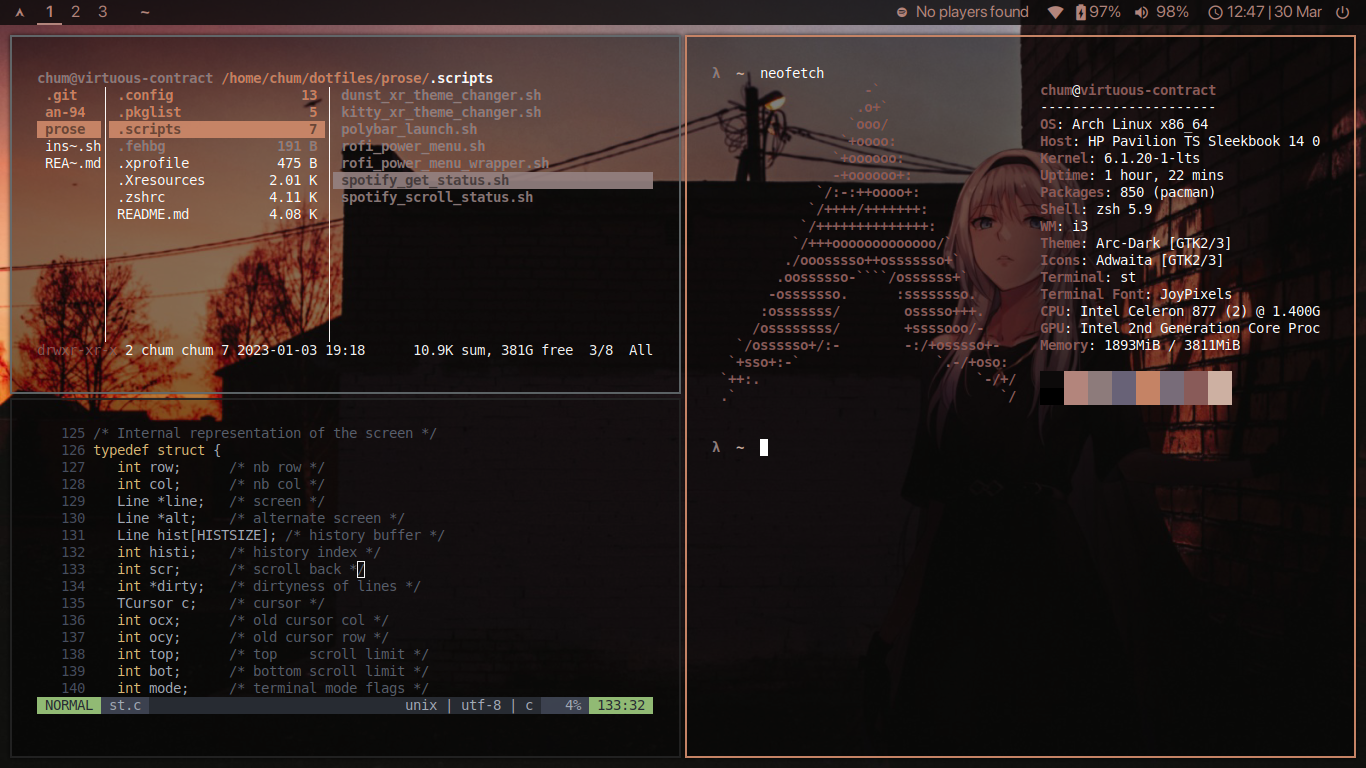 1 2 3 ~ No players found 97% 98% 12:47 | 30 Mar
chum@virtuous-contract /home/chum/dotfiles/prose/.scripts
.git .config 13 dunst_xr_theme_changer.sh
an-94 .pkglist 5 kitty_xr_theme_changer.sh
prose .scripts 7 polybar_launch.sh
ins~.sh .fehbg 191 B rofi_power_menu.sh
REA~.md .xprofile 475 B rofi_power_menu_wrapper.sh
.Xresources 2.01 K spotify_get_status.sh
.zshrc 4.11 K spotify_scroll_status.sh
README.md 4.08 K
drwxr-xr-x 2 chum chum 7 2023-01-03 19:18 10.9K sum, 381G free 3/8 All
125 /* Internal representation of the screen */
126 typedef struct {
127 int row; /* nb row */
128 int col; /* nb col */
129 Line *line; /* screen */
130 Line *alt; /* alternate screen */
131 Line hist[HISTSIZE]; /* history buffer */
132 int histi; /* history index */
133 int scr; /* scroll back */
134 int *dirty; /* dirtyness of lines */
135 TCursor c; /* cursor */
136 int ocx; /* old cursor col */
137 int ocy; /* old cursor row */
138 int top; /* top    scroll limit */
139 int bot; /* bottom scroll limit */
140 int mode; /* terminal mode flags */
NORMAL st.c unix | utf-8 | c 4% 133:32
λ ~ neofetch
chum@virtuous-contract
----------------------
OS: Arch Linux x86_64
Host: HP Pavilion TS Sleekbook 14 0
Kernel: 6.1.20-1-lts
Uptime: 1 hour, 22 mins
Packages: 850 (pacman)
Shell: zsh 5.9
WM: i3
Theme: Arc-Dark [GTK2/3]
Icons: Adwaita [GTK2/3]
Terminal: st
Terminal Font: JoyPixels
CPU: Intel Celeron 877 (2) @ 1.400G
GPU: Intel 2nd Generation Core Proc
Memory: 1893MiB / 3811MiB
λ ~